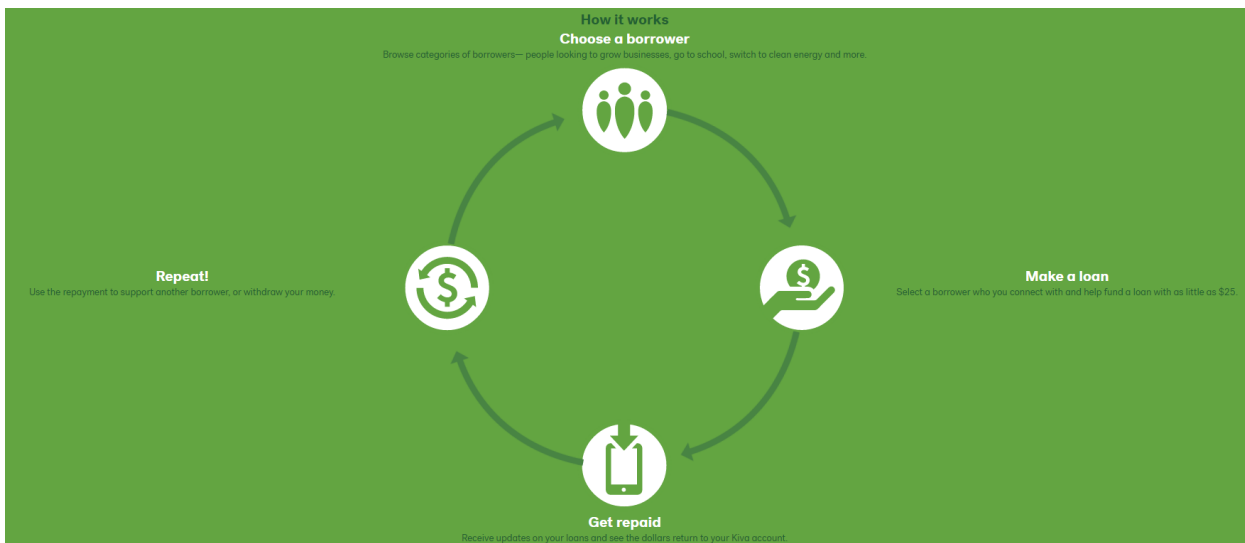 How it works
Choose a borrower
Browse categories of borrowers— people looking to grow businesses, go to school, switch to clean energy and more.
$
Make a loan
Select a borrower who you connect with and help fund a loan with as little as $25.
Get repaid
Receive updates on your loans and see the dollars return to your Kiva account.
$
Repeat!
Use the repayment to support another borrower, or withdraw your money.